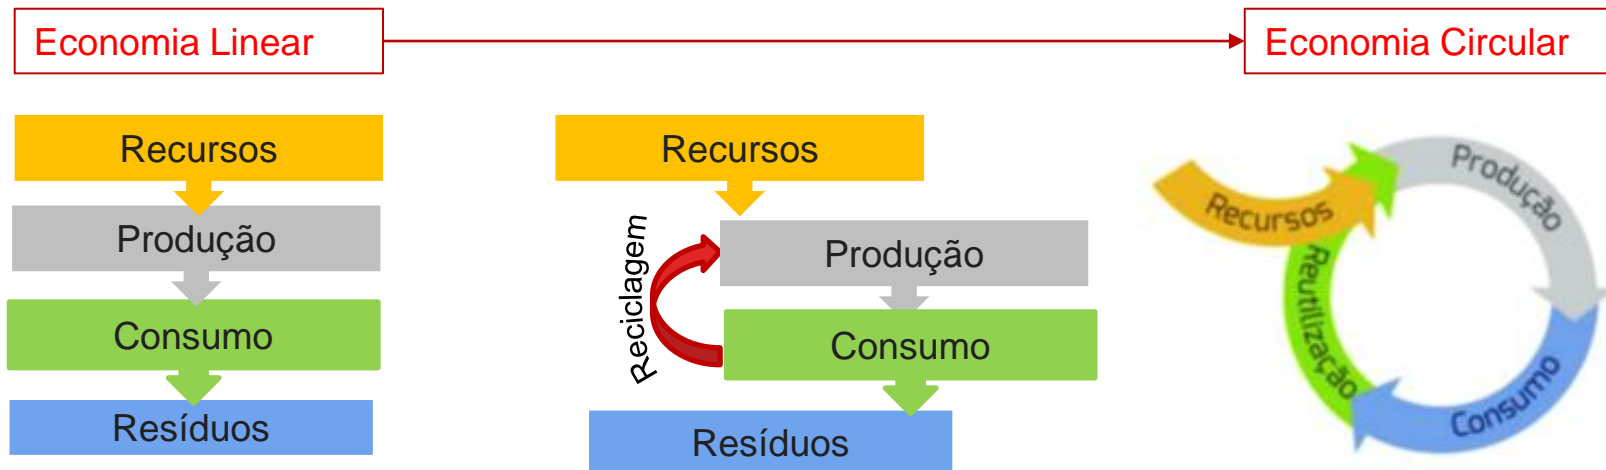 Economia Linear
Economia Circular
Recursos
Produção
Consumo
Resíduos
Recursos
Reciclagem
Produção
Consumo
Resíduos
Recursos
Produção
Consumo
Reutilização